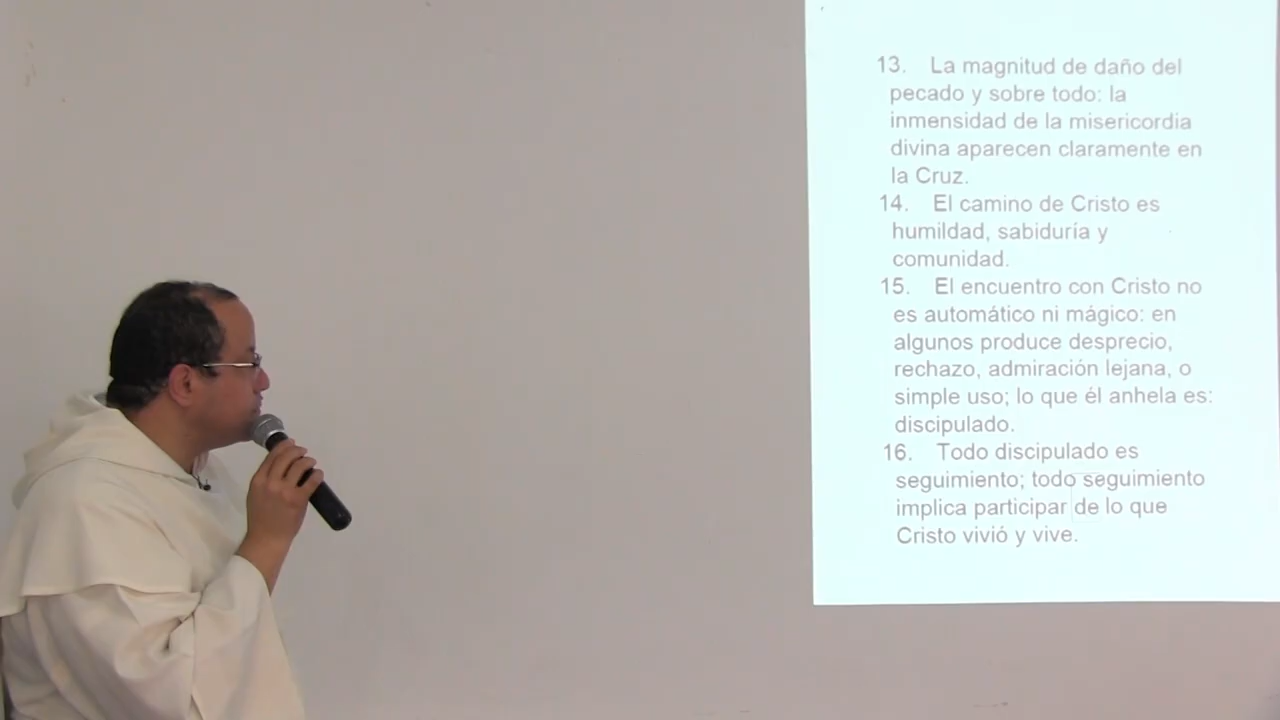 13. La magnitud de daño del
pecado y sobre todo: la
inmensidad de la misericordia
divina aparecen claramente en
la Cruz.
14. El camino de Cristo es
humildad, sabiduría y
comunidad.
15. El encuentro con Cristo no
es automático ni mágico: en
algunos produce desprecio,
rechazo, admiración lejana, o
simple uso; lo que él anhela es:
discipulado.
16. Todo discipulado es
seguimiento; todo seguimiento
implica participar de lo que
Cristo vivió y vive.